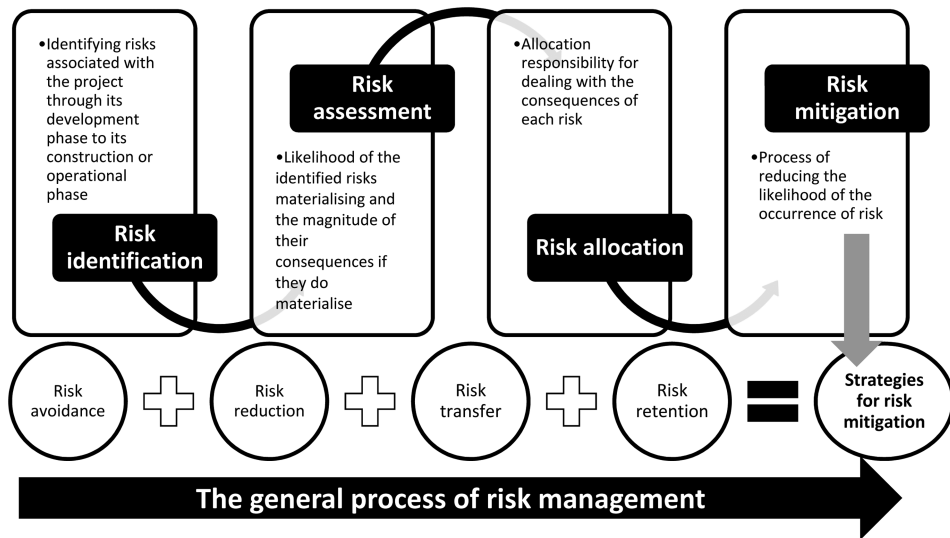 •Identifying risks
associated with
the project
through its
development
phase to its
construction or
operational
phase
Risk
identification
Risk
assessment
•Likelihood of the
identified risks
materialising and
the magnitude of
their
consequences if
they do
materialise
•Allocation
responsibility for
dealing with the
consequences of
each risk
Risk allocation
Risk
mitigation
•Process of
reducing the
likelihood of the
occurrence of risk
Risk
avoidance
Risk
reduction
Risk
transfer
Risk
retention
Strategies
for risk
mitigation
The general process of risk management